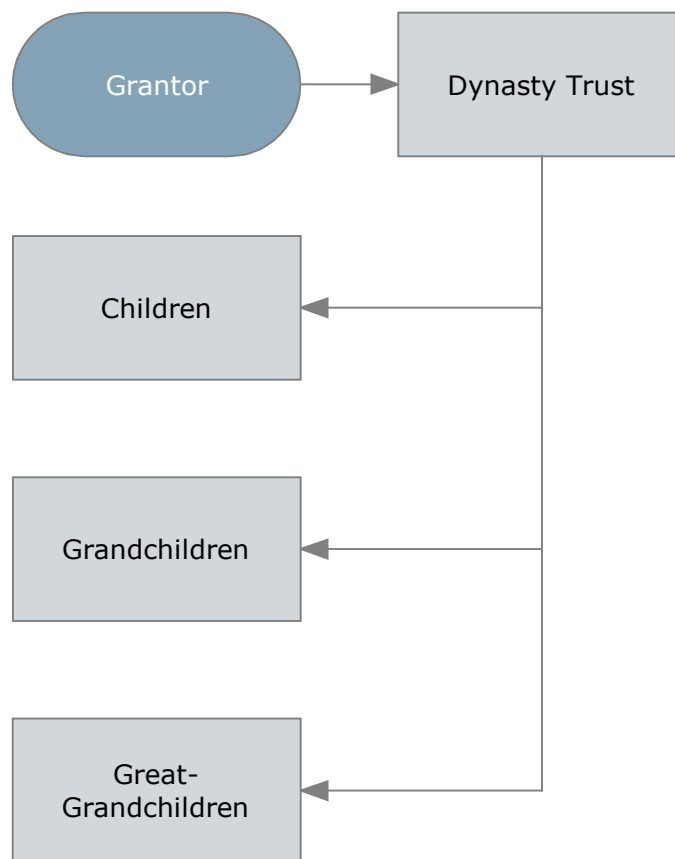 Grantor
Dynasty Trust
Children
Grandchildren
Great-
Grandchildren